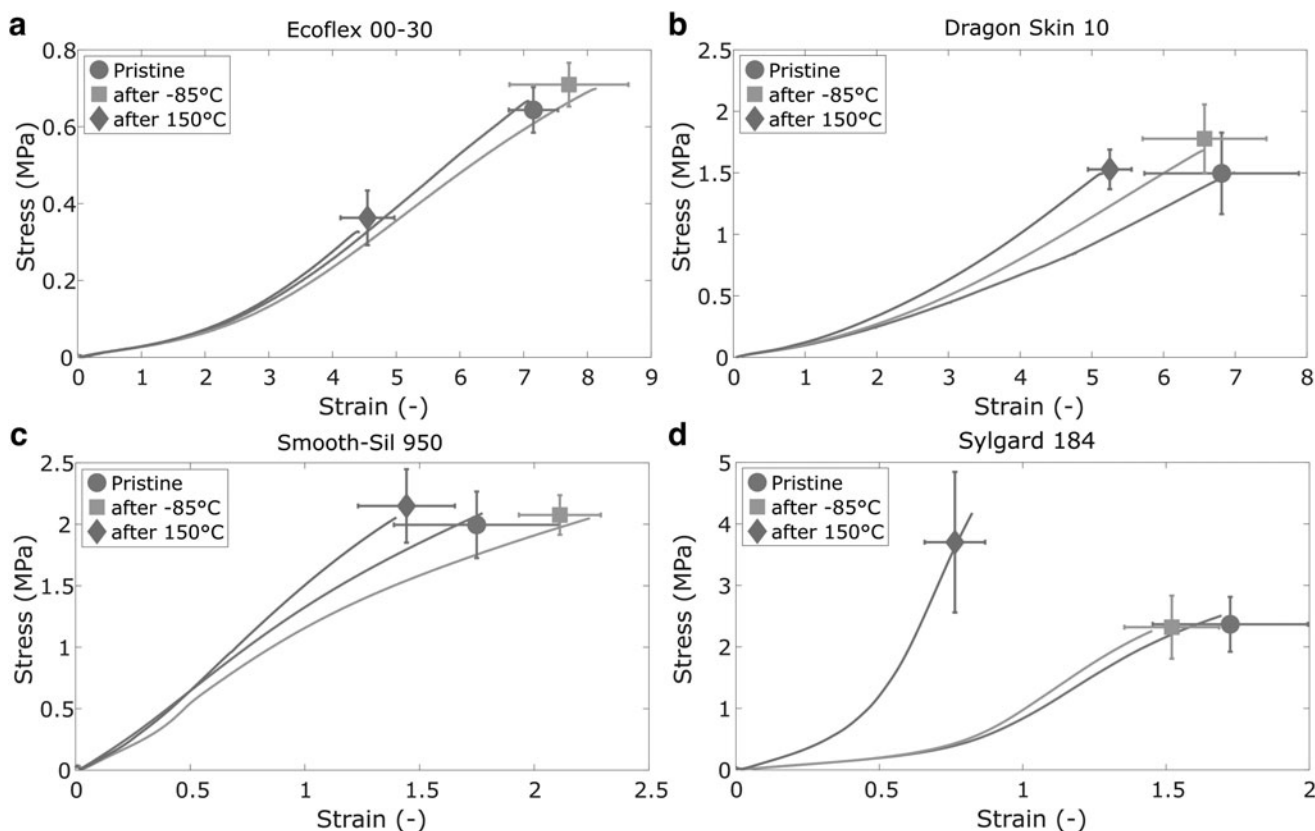 a
Ecoflex 00-30
Pristine
after -85°C
after 150°C
Stress (MPa)
0.8
0.6
0.4
0.2
0
0 1 2 3 4 5 6 7 8 9
Strain (-)
b
Dragon Skin 10
Pristine
after -85°C
after 150°C
Stress (MPa)
2.5
2
1.5
1
0.5
0
0 1 2 3 4 5 6 7 8
Strain (-)
c
Smooth-Sil 950
Pristine
after -85°C
after 150°C
Stress (MPa)
2.5
2
1.5
1
0.5
0
0 0.5 1 1.5 2 2.5
Strain (-)
d
Sylgard 184
Pristine
after -85°C
after 150°C
Stress (MPa)
5
4
3
2
1
0
0 0.5 1 1.5 2
Strain (-)